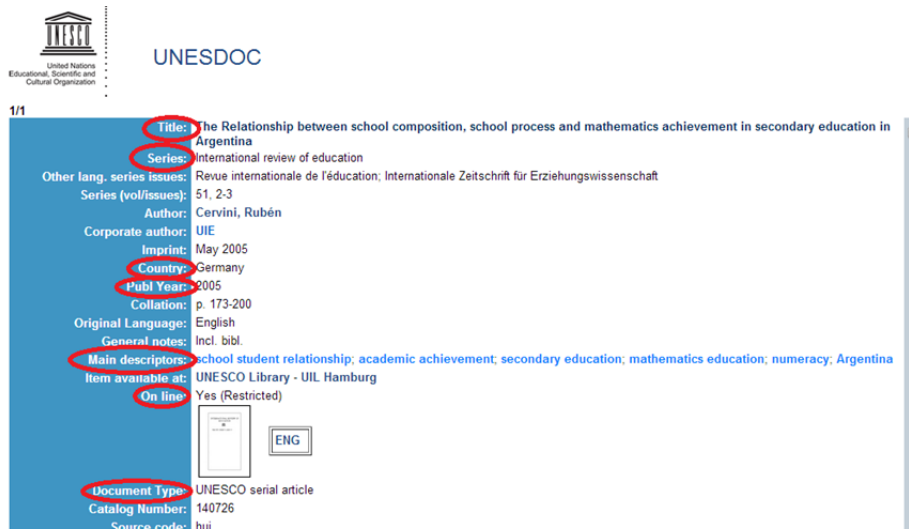 UNESCO
United Nations
Educational, Scientific and
Cultural Organization
UNESDOC
1/1
Title: The Relationship between school composition, school process and mathematics achievement in secondary education in
Argentina
Series: International review of education
Other lang. series issues: Revue internationale de l'éducation; Internationale Zeitschrift für Erziehungswissenschaft
Series (vol/issues): 51, 2-3
Author: Cervini, Rubén
Corporate author: UIE
Imprint: May 2005
Country: Germany
Publ Year: 2005
Collation: p. 173-200
Original Language: English
General notes: Incl. bibl.
Main descriptors: school student relationship; academic achievement; secondary education; mathematics education; numeracy; Argentina
Item available at: UNESCO Library - UIL Hamburg
On line: Yes (Restricted)
ENG
Document Type: UNESCO serial article
Catalog Number: 140726
Source code: hui